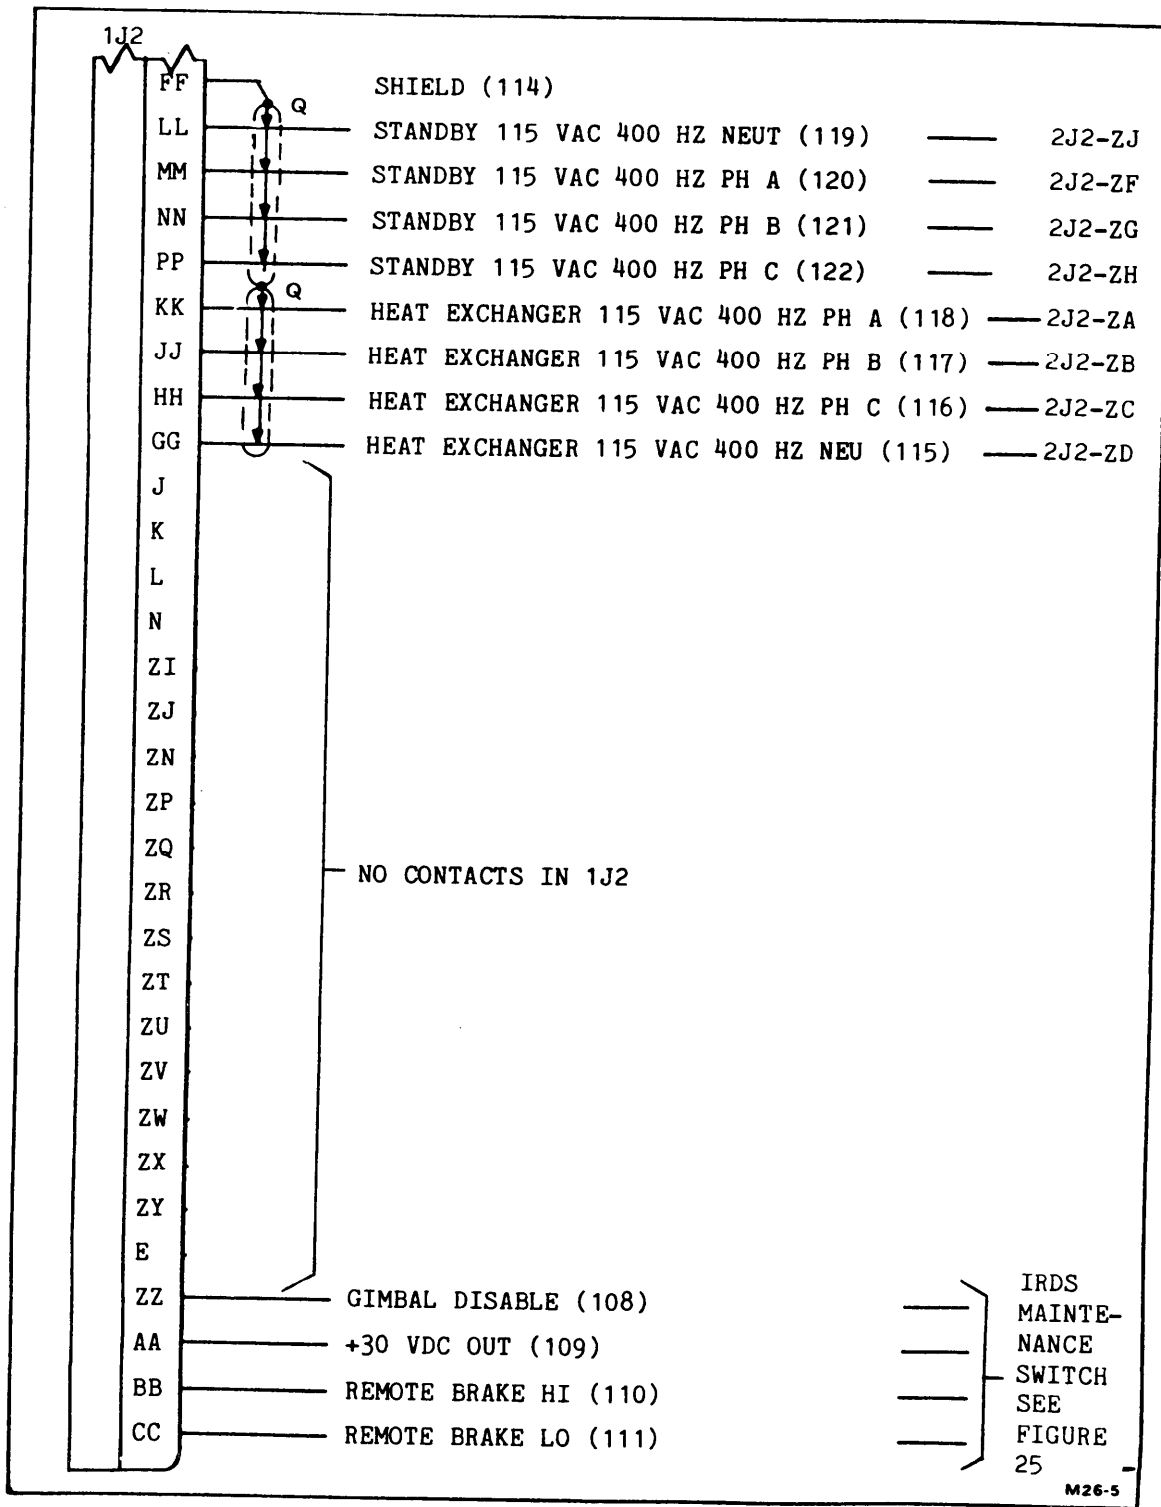 1J2
FF SHIELD (114)
Q
LL STANDBY 115 VAC 400 HZ NEUT (119) 2J2-ZJ
MM STANDBY 115 VAC 400 HZ PH A (120) 2J2-ZF
NN STANDBY 115 VAC 400 HZ PH B (121) 2J2-ZG
PP STANDBY 115 VAC 400 HZ PH C (122) 2J2-ZH
Q
KK HEAT EXCHANGER 115 VAC 400 HZ PH A (118) 2J2-ZA
JJ HEAT EXCHANGER 115 VAC 400 HZ PH B (117) 2J2-ZB
HH HEAT EXCHANGER 115 VAC 400 HZ PH C (116) 2J2-ZC
GG HEAT EXCHANGER 115 VAC 400 HZ NEU (115) 2J2-ZD
J
K
L
N
ZI
ZJ
ZN
ZP
ZQ
NO CONTACTS IN 1J2
ZR
ZS
ZT
ZU
ZV
ZW
ZX
ZY
E
ZZ GIMBAL DISABLE (108)
AA +30 VDC OUT (109)
BB REMOTE BRAKE HI (110)
CC REMOTE BRAKE LO (111)
IRDS
MAINTE-
NANCE
SWITCH
SEE
FIGURE
25
M26-5